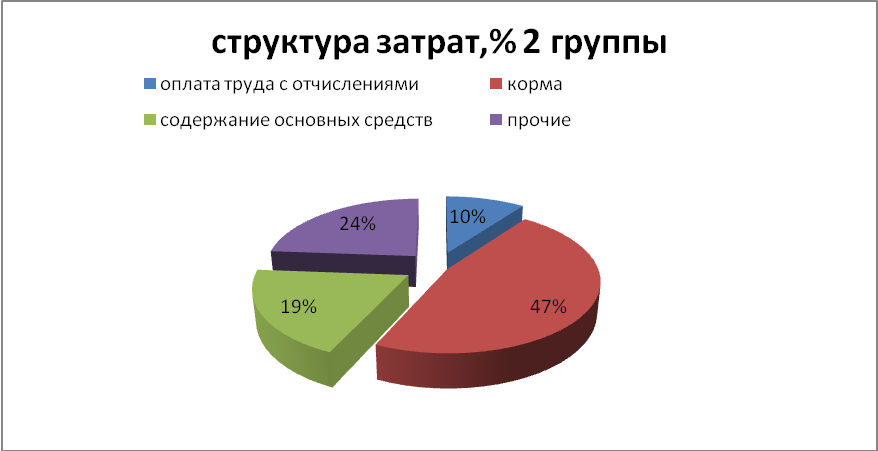 структура затрат,% 2 группы
оплата труда с отчислениями корма
содержание основных средств прочие
24% 10%
19% 47%